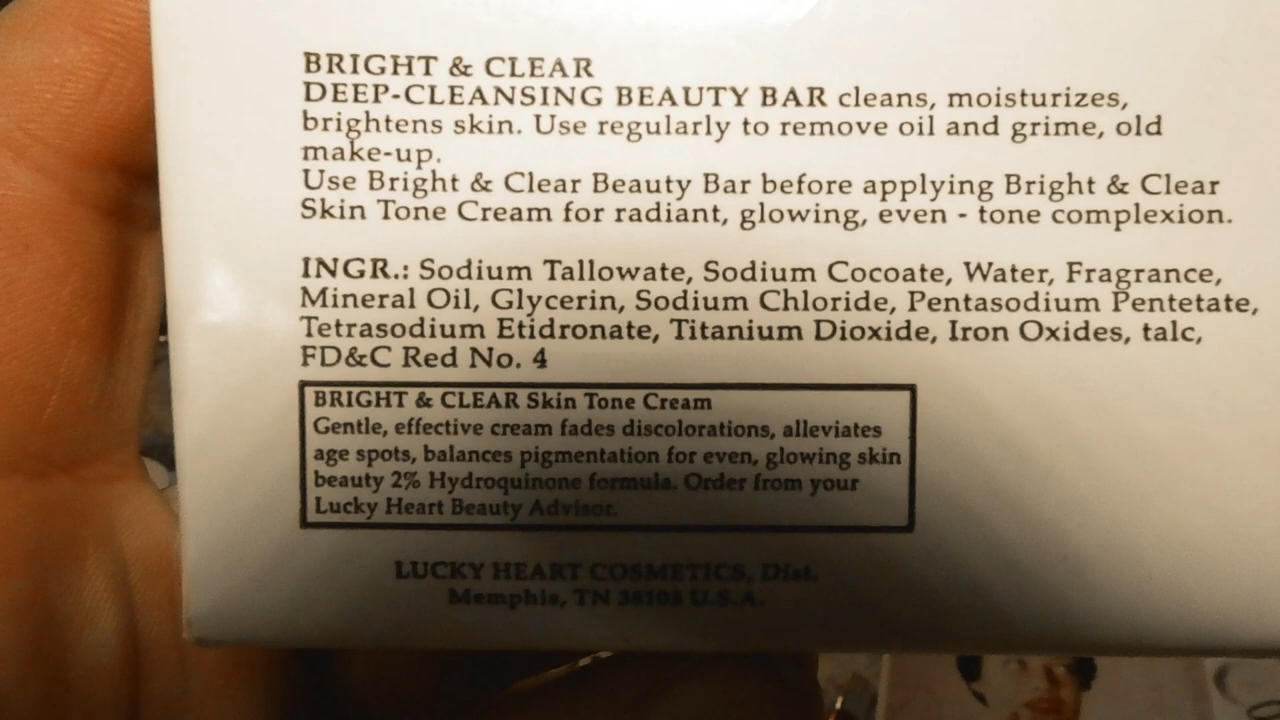 BRIGHT & CLEAR
DEEP-CLEANSING BEAUTY BAR cleans, moisturizes,
brightens skin. Use regularly to remove oil and grime, old
make-up.
Use Bright & Clear Beauty Bar before applying Bright & Clear
Skin Tone Cream for radiant, glowing, even - tone complexion.
INGR.: Sodium Tallowate, Sodium Cocoate, Water, Fragrance,
Mineral Oil, Glycerin, Sodium Chloride, Pentasodium Pentetate,
Tetrasodium Etidronate, Titanium Dioxide, Iron Oxides, talc,
FD&C Red No. 4
BRIGHT & CLEAR Skin Tone Cream
Gentle, effective cream fades discolorations, alleviates
age spots, balances pigmentation for even, glowing skin
beauty 2% Hydroquinone formula. Order from your
Lucky Heart Beauty Advisor.
LUCKY HEART COSMETICS, Dist.
Memphis, TN 38103 U.S.A.